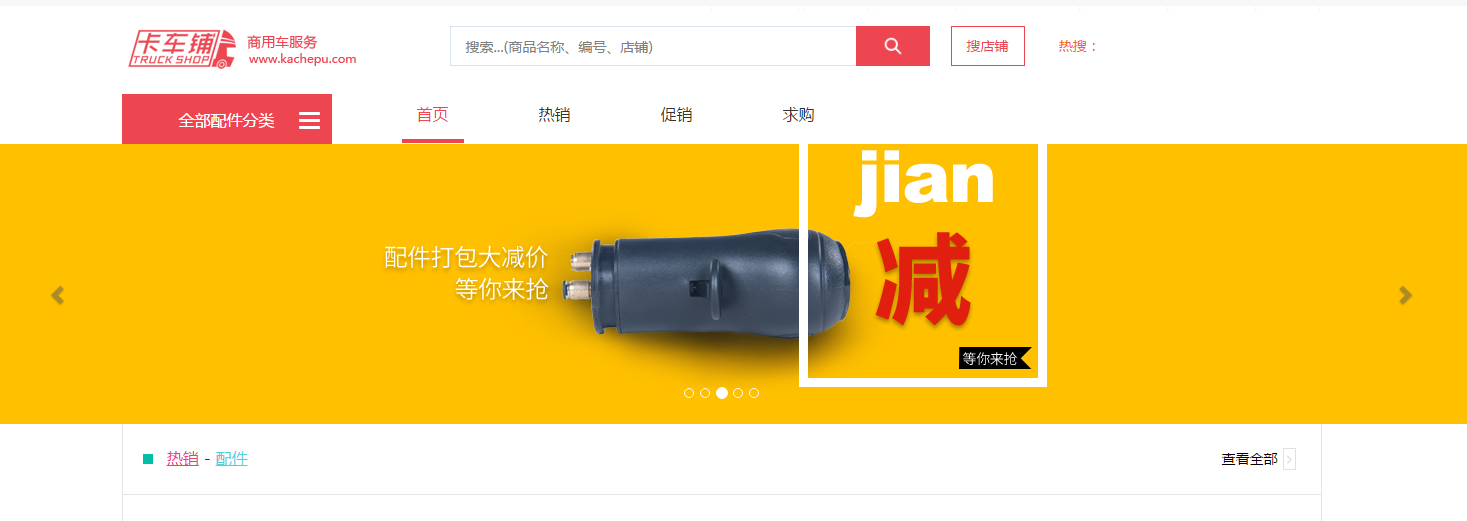 卡车铺
TRUCK SHOP
商用车服务
www.kachepu.com
搜索...(商品名称、编号、店铺)
搜店铺
热搜：
全部配件分类
首页
热销
促销
求购
jian
减
配件打包大减价
等你来抢
等你来抢
热销 - 配件
查看全部